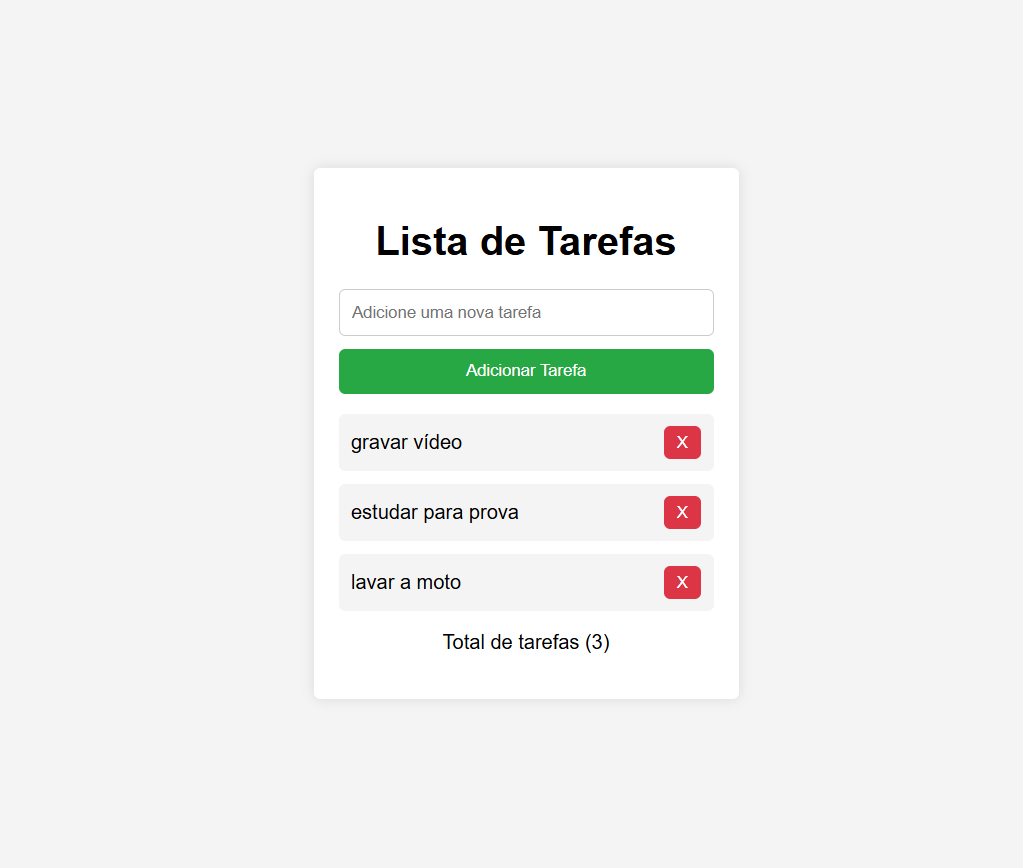 Lista de Tarefas
Adicione uma nova tarefa
Adicionar Tarefa
gravar vídeo X
estudar para prova X
lavar a moto X
Total de tarefas (3)